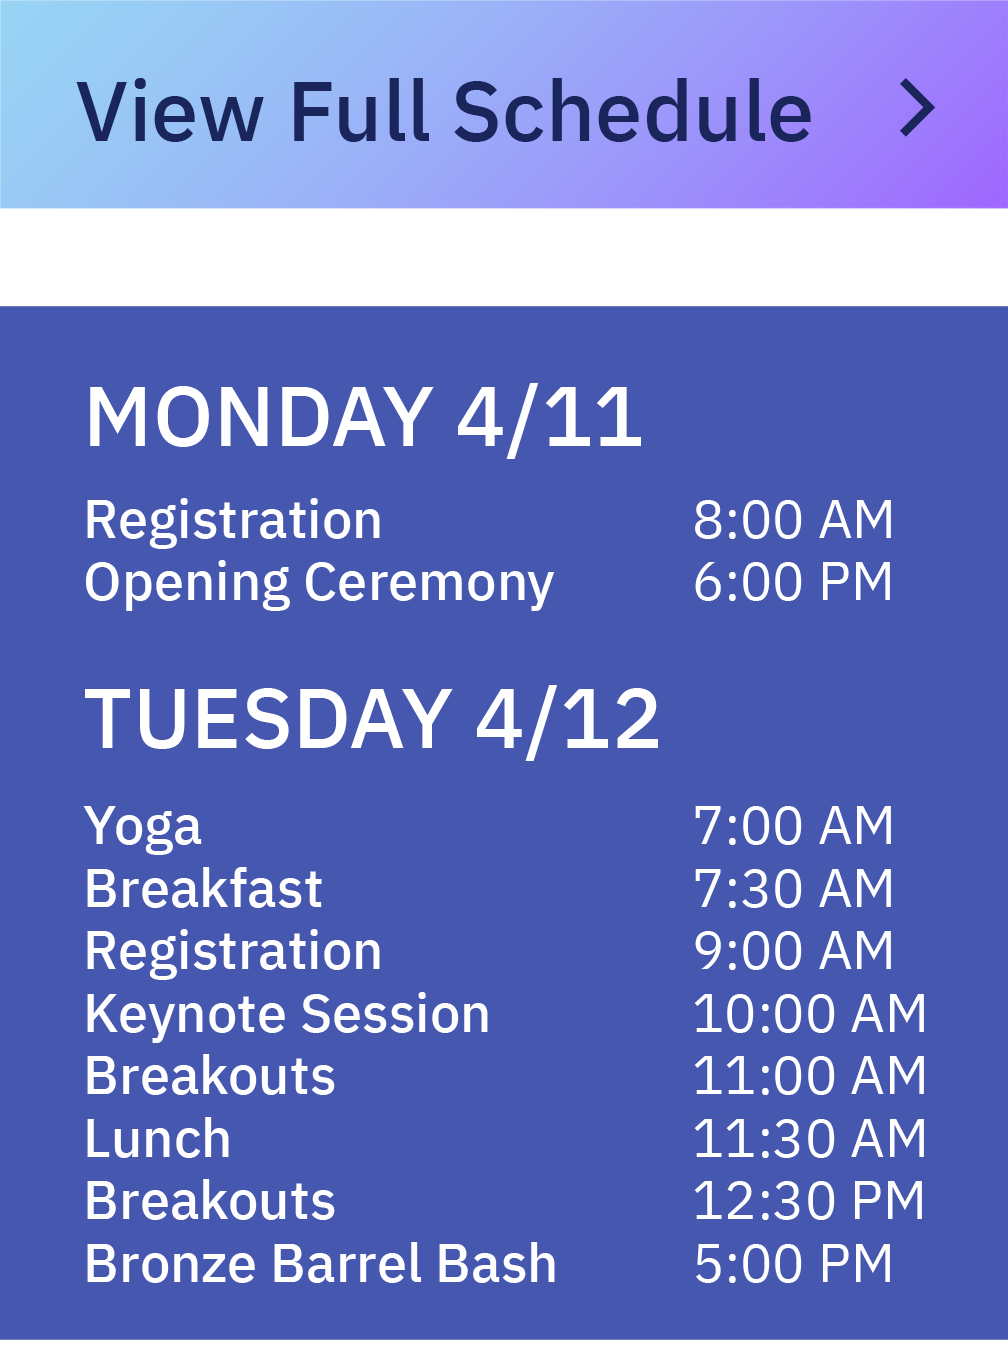 View Full Schedule
MONDAY 4/11
Registration 8:00 AM
Opening Ceremony 6:00 PM
TUESDAY 4/12
Yoga 7:00 AM
Breakfast 7:30 AM
Registration 9:00 AM
Keynote Session 10:00 AM
Breakouts 11:00 AM
Lunch 11:30 AM
Breakouts 12:30 PM
Bronze Barrel Bash 5:00 PM